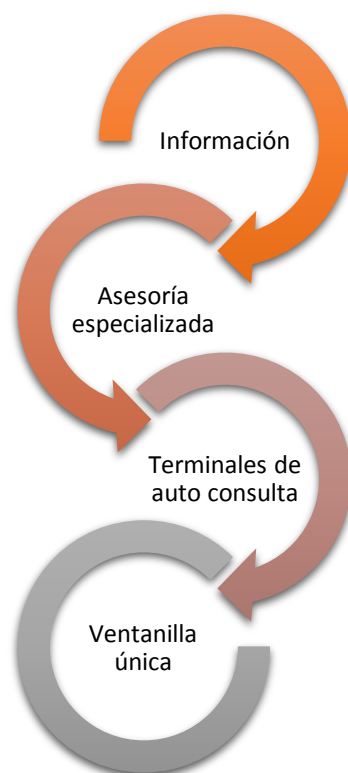 Información
Asesoría
especializada
Terminales de
auto consulta
Ventanilla
única